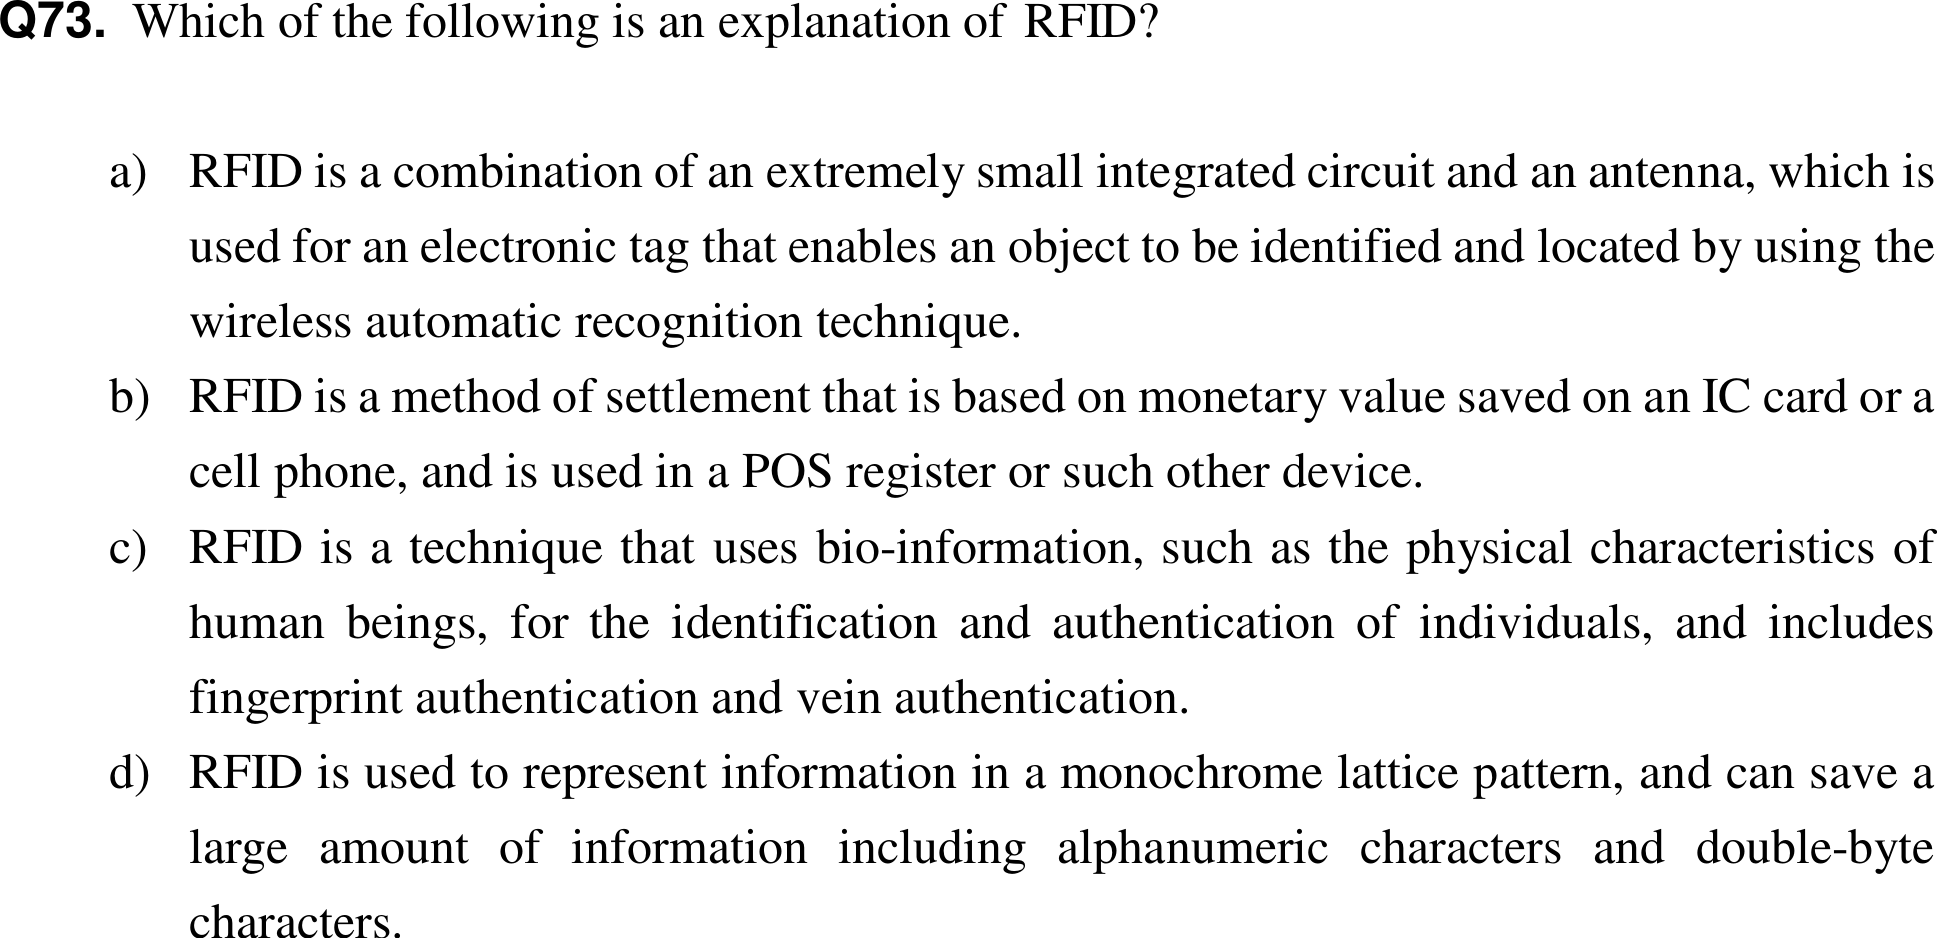 Q73. Which of the following is an explanation of RFID?
a) RFID is a combination of an extremely small integrated circuit and an antenna, which is
used for an electronic tag that enables an object to be identified and located by using the
wireless automatic recognition technique.
b) RFID is a method of settlement that is based on monetary value saved on an IC card or a
cell phone, and is used in a POS register or such other device.
c) RFID is a technique that uses bio-information, such as the physical characteristics of
human beings, for the identification and authentication of individuals, and includes
fingerprint authentication and vein authentication.
d) RFID is used to represent information in a monochrome lattice pattern, and can save a
large amount of information including alphanumeric characters and double-byte
characters.